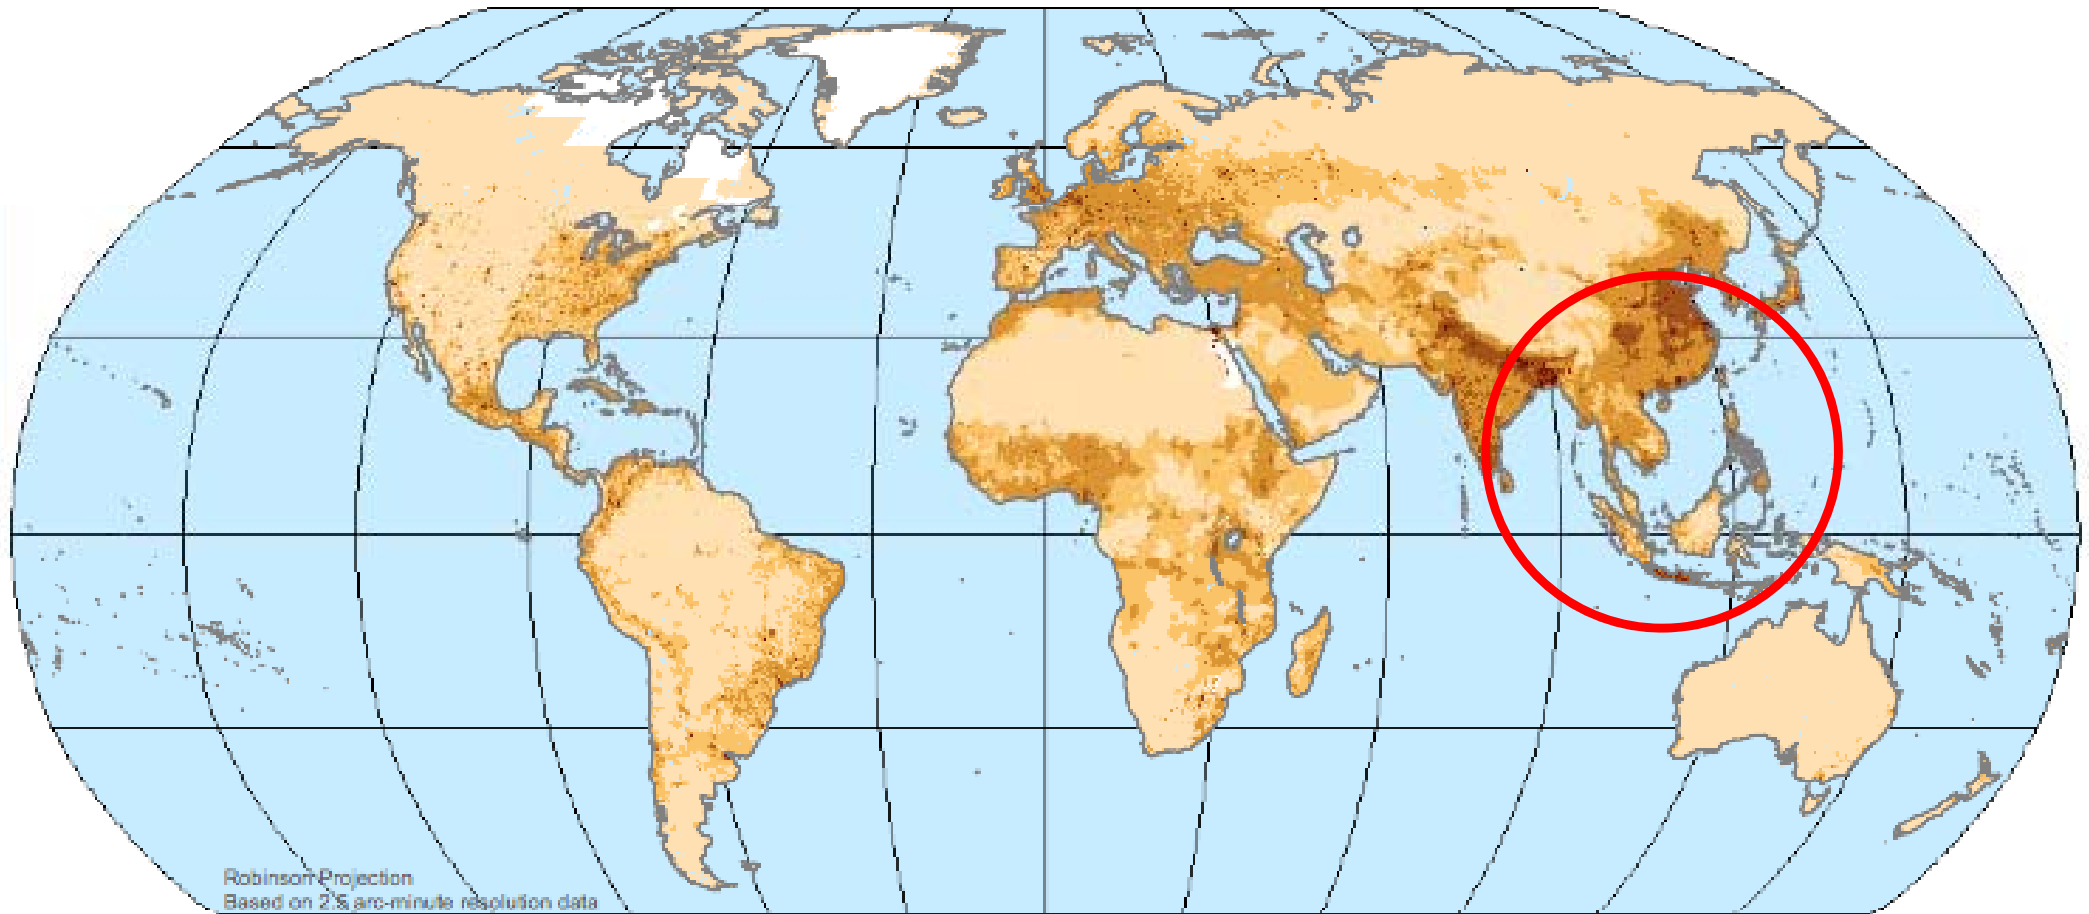 Robinson Projection
Based on 2.5 arc-minute resolution data